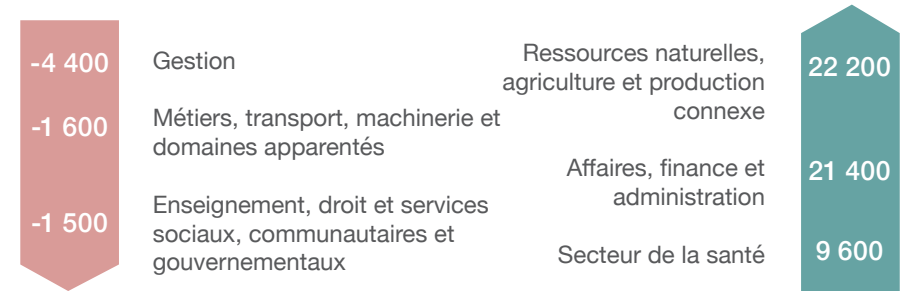 -4 400
Gestion
-1 600
Métiers, transport, machinerie et
domaines apparentés
-1 500
Enseignement, droit et services
sociaux, communautaires et
gouvernementaux
Ressources naturelles,
agriculture et production
connexe
22 200
Affaires, finance et
administration
21 400
Secteur de la santé
9 600